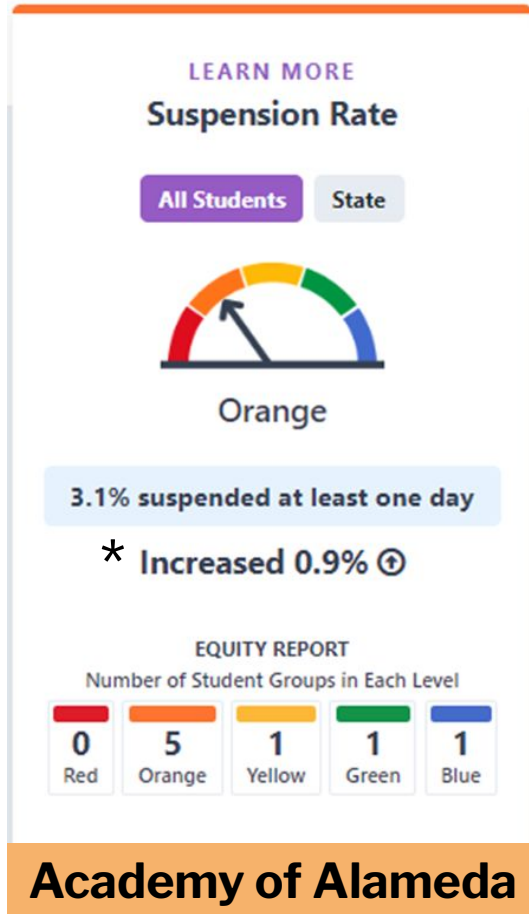 LEARN MORE
Suspension Rate
All Students State
Orange
3.1% suspended at least one day
* Increased 0.9%
EQUITY REPORT
Number of Student Groups in Each Level
0 5 1 1 1
Red Orange Yellow Green Blue
Academy of Alameda